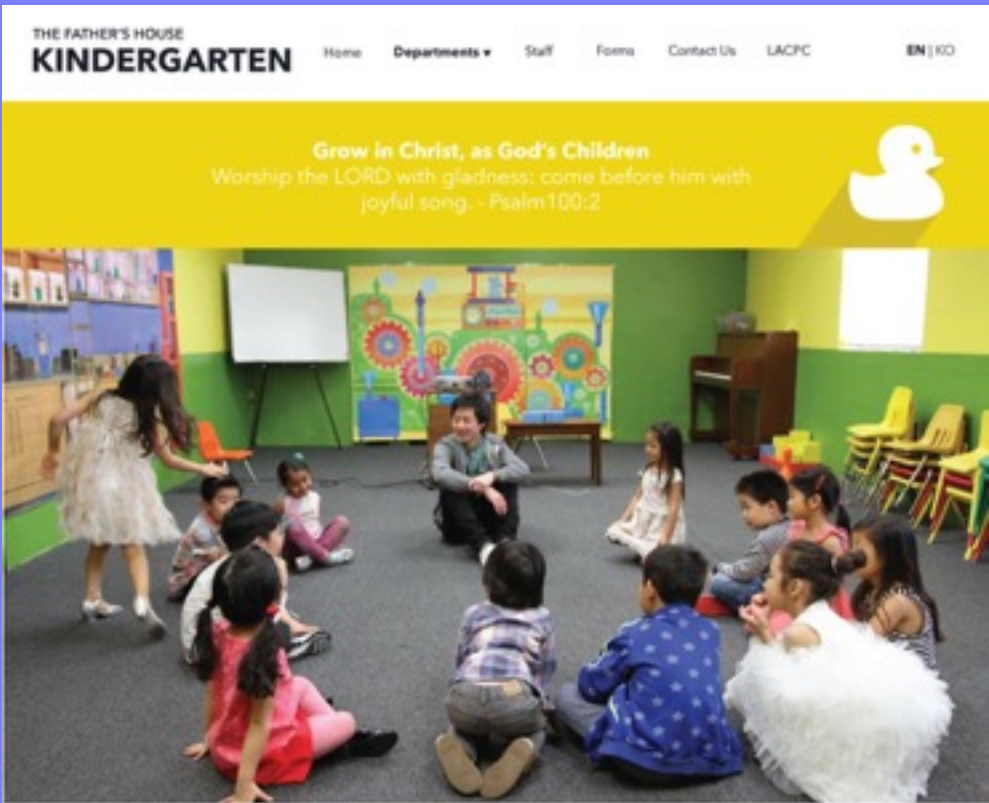 THE FATHER'S HOUSE
KINDERGARTEN
Home Departments ▾ Staff Forms Contact Us LACPC EN | KO
Grow in Christ, as God's Children
Worship the LORD with gladness: come before him with
joyful song. - Psalm100:2